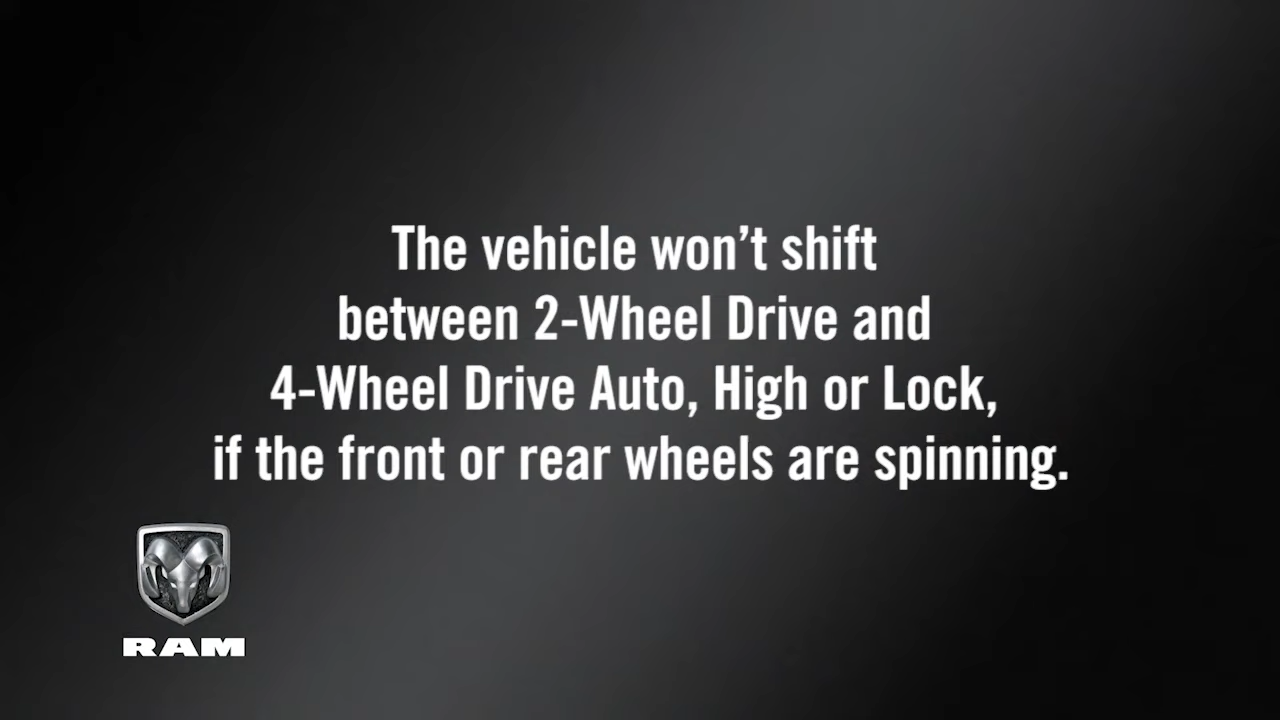 The vehicle won’t shift
between 2-Wheel Drive and
4-Wheel Drive Auto, High or Lock,
if the front or rear wheels are spinning.
RAM